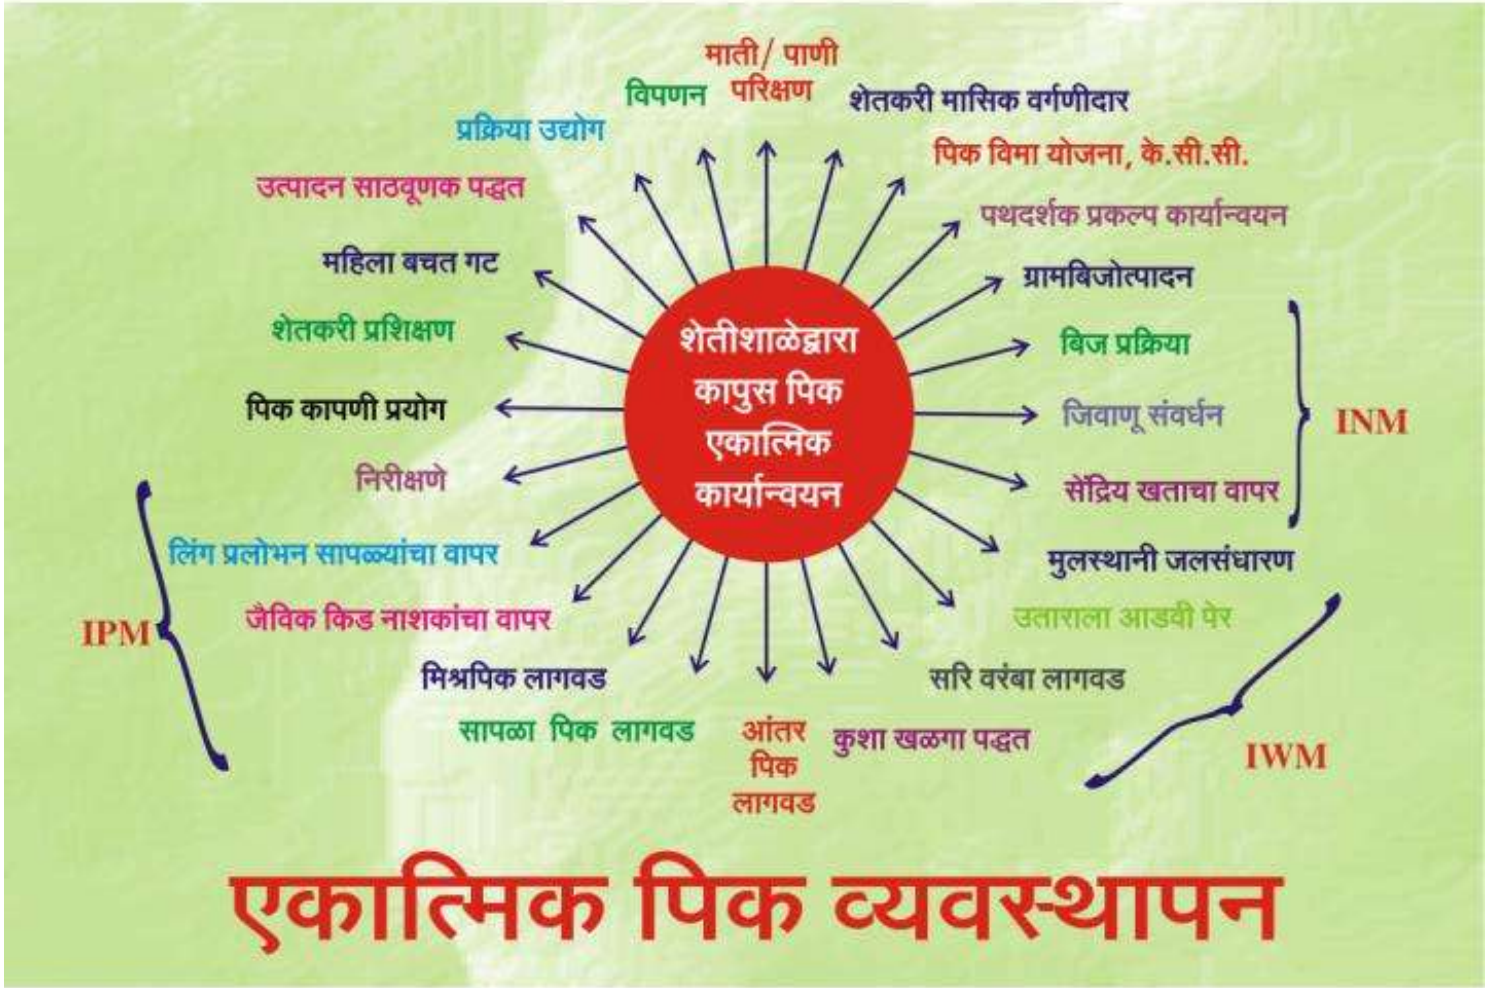 माती/ पाणी
परिक्षण
विपणन
शेतकरी मासिक वर्गणीदार
प्रक्रिया उद्योग
पिक विमा योजना, के.सी.सी.
उत्पादन साठवूणक पद्धत
पथदर्शक प्रकल्प कार्यान्वयन
महिला बचत गट
ग्रामबिजोत्पादन
शेतकरी प्रशिक्षण
बिज प्रक्रिया
शेतीशाळेद्वारा
कापुस पिक
एकात्मिक
कार्यान्वयन
पिक कापणी प्रयोग
जिवाणू संवर्धन
INM
निरीक्षणे
सेंद्रिय खताचा वापर
लिंग प्रलोभन सापळ्यांचा वापर
मुलस्थानी जलसंधारण
जैविक किड नाशकांचा वापर
उताराला आडवी पेर
IPM
मिश्रपिक लागवड
सरि वरंबा लागवड
सापळा पिक लागवड
आंतर
पिक
लागवड
कुशा खळगा पद्धत
IWM
एकात्मिक पिक व्यवस्थापन